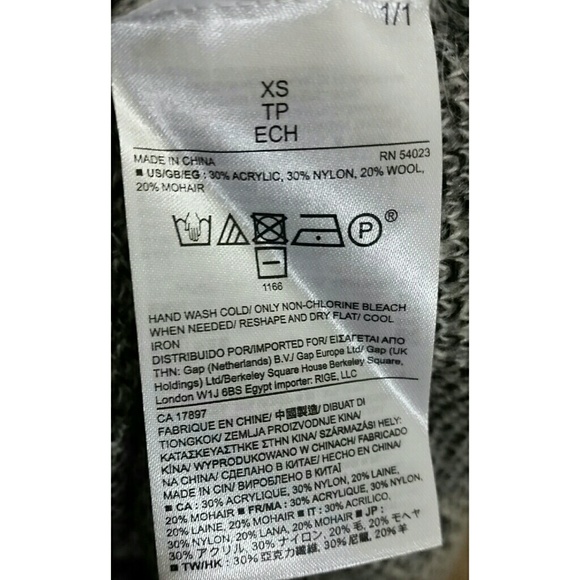 1/1
XS
TP
ECH
MADE IN CHINA RN 54023
■ US/GB/EG : 30% ACRYLIC, 30% NYLON, 20% WOOL,
20% MOHAIR
P ®
1166
HAND WASH COLD/ ONLY NON-CHLORINE BLEACH
WHEN NEEDED/ RESHAPE AND DRY FLAT/ COOL
IRON
DISTRIBUIDO POR/IMPORTED FOR/ ΕΙΣΑΓΕΤΑΙ ΑΠΟ
ΤΗΝ: Gap (Netherlands) B.V./ Gap Europe Ltd/ Gap (UK
Holdings) Ltd/Berkeley Square House Berkeley Square,
London W1J 6BS Egypt Importer: RIGE, LLC
CA 17897
FABRIQUE EN CHINE/ 中國製造/ DIBUAT DI
TIONGKOK/ ZEMLJA PROIZVODNJE KINA/
ΚΑΤΑΣΚΕΥΑΣΤΗΚΕ ΣΤΗΝ ΚΙΝΑ/ SZÁRMAZÁSI HELY:
KÍNA/ WYPRODUKOWANO W CHINACH/ FABRICADO
NA CHINA/ СДЕЛАНО В КИТАЕ/ HECHO EN CHINA/
MADE IN CIN/ ВИРОБЛЕНО В КИТАЇ
■ CA : 30% ACRYLIQUE, 30% NYLON, 20% LAINE,
20% MOHAIR ■ FR/MA : 30% ACRYLIQUE, 30% NYLON,
20% LAINE, 20% MOHAIR ■ IT : 30% ACRILICO,
30% NYLON, 20% LANA, 20% MOHAIR ■ JP :
30% アクリル, 30% ナイロン, 20% 毛, 20% モヘヤ
■ TW/HK : 30% 亞克力纖維, 30% 尼龍, 20% 羊